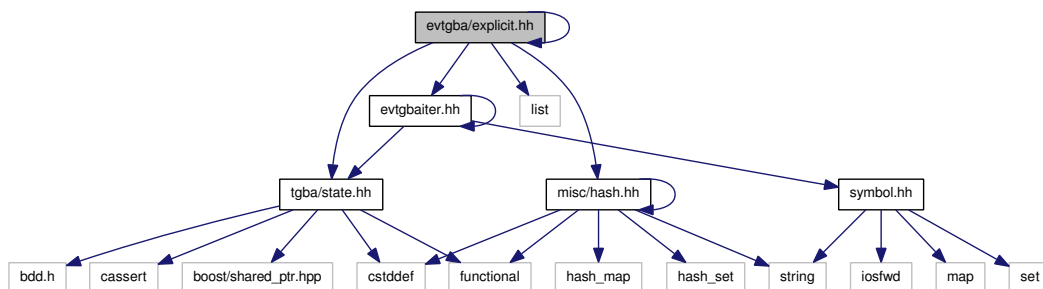 evtgba/explicit.hh
evtgbaiter.hh
list
tgba/state.hh
misc/hash.hh
symbol.hh
bdd.h
cassert
boost/shared_ptr.hpp
cstddef
functional
hash_map
hash_set
string
iosfwd
map
set